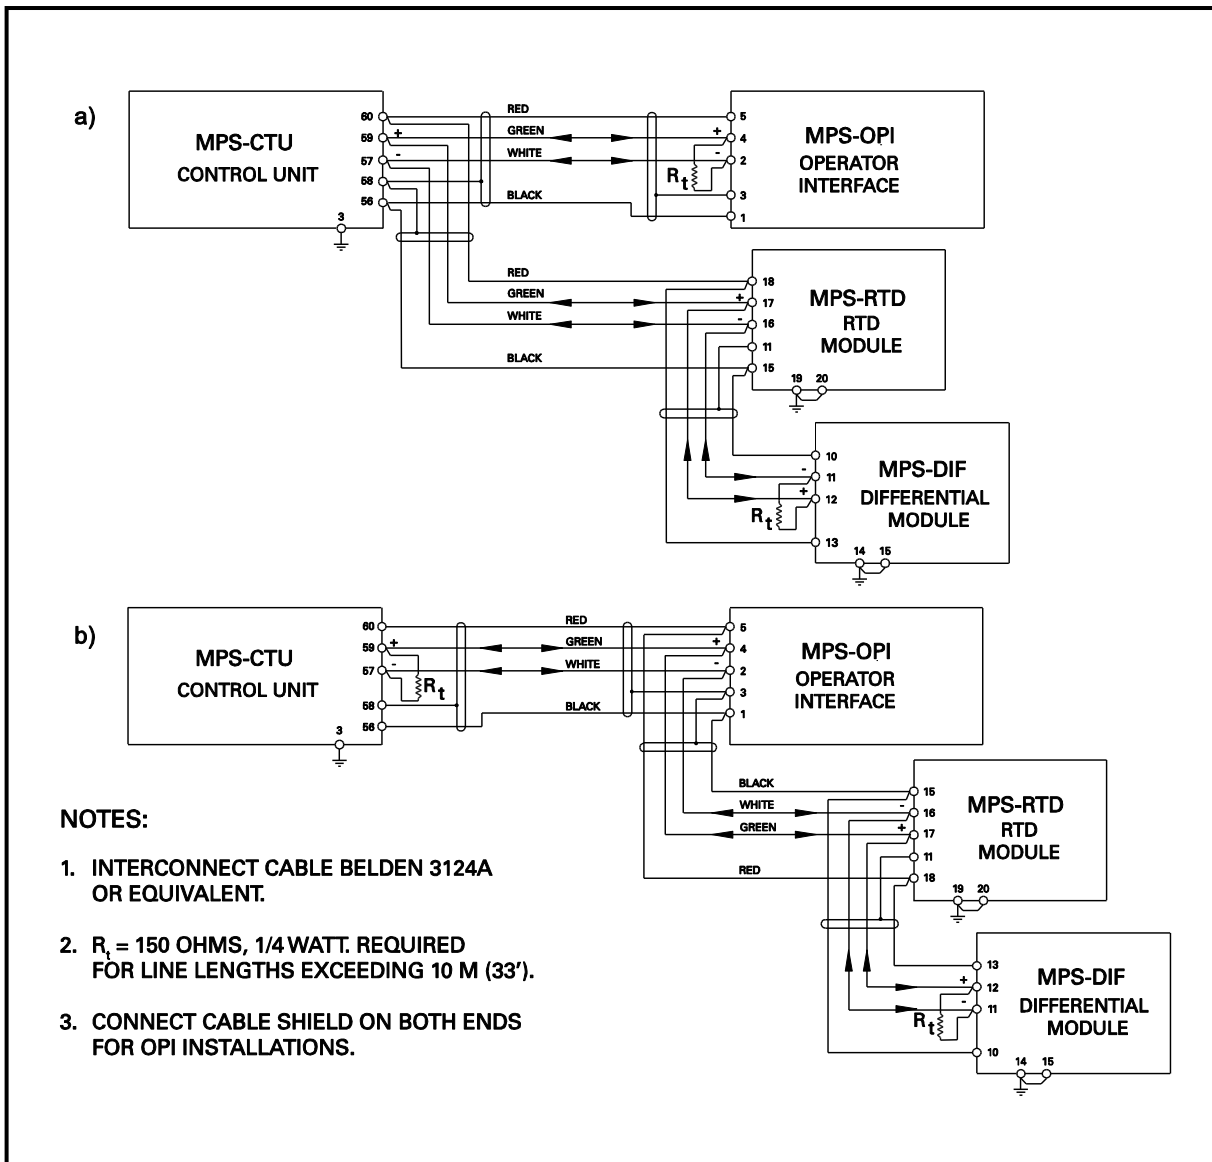 a)
MPS-CTU
CONTROL UNIT
60
59
57
58
56
3
+
-
RED
GREEN
WHITE
BLACK
+
-
Rt
5
4
2
3
1
MPS-OPI
OPERATOR
INTERFACE
RED
GREEN
WHITE
BLACK
+
-
18
17
16
11
15
MPS-RTD
RTD
MODULE
19 20
-
+
Rt
10
11
12
13
MPS-DIF
DIFFERENTIAL
MODULE
14 15
b)
MPS-CTU
CONTROL UNIT
60
59
57
58
56
3
+
-
Rt
RED
GREEN
WHITE
BLACK
+
-
5
4
2
3
1
MPS-OPI
OPERATOR
INTERFACE
BLACK
WHITE
GREEN
RED
-
+
15
16
17
11
18
MPS-RTD
RTD
MODULE
19 20
+
-
Rt
13
12
11
10
MPS-DIF
DIFFERENTIAL
MODULE
14 15
NOTES:
1. INTERCONNECT CABLE BELDEN 3124A
OR EQUIVALENT.
2. Rt = 150 OHMS, 1/4 WATT. REQUIRED
FOR LINE LENGTHS EXCEEDING 10 M (33').
3. CONNECT CABLE SHIELD ON BOTH ENDS
FOR OPI INSTALLATIONS.